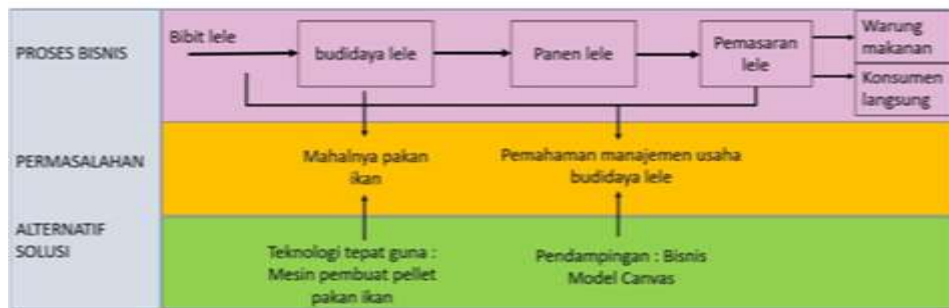 PROSES BISNIS
Bibit lele
budidaya lele
Panen lele
Pemasaran
lele
Warung
makanan
Konsumen
langsung
PERMASALAHAN
Mahalnya pakan
ikan
Pemahaman manajemen usaha
budidaya lele
ALTERNATIF
SOLUSI
Teknologi tepat guna :
Mesin pembuat pellet
pakan ikan
Pendampingan : Bisnis
Model Canvas